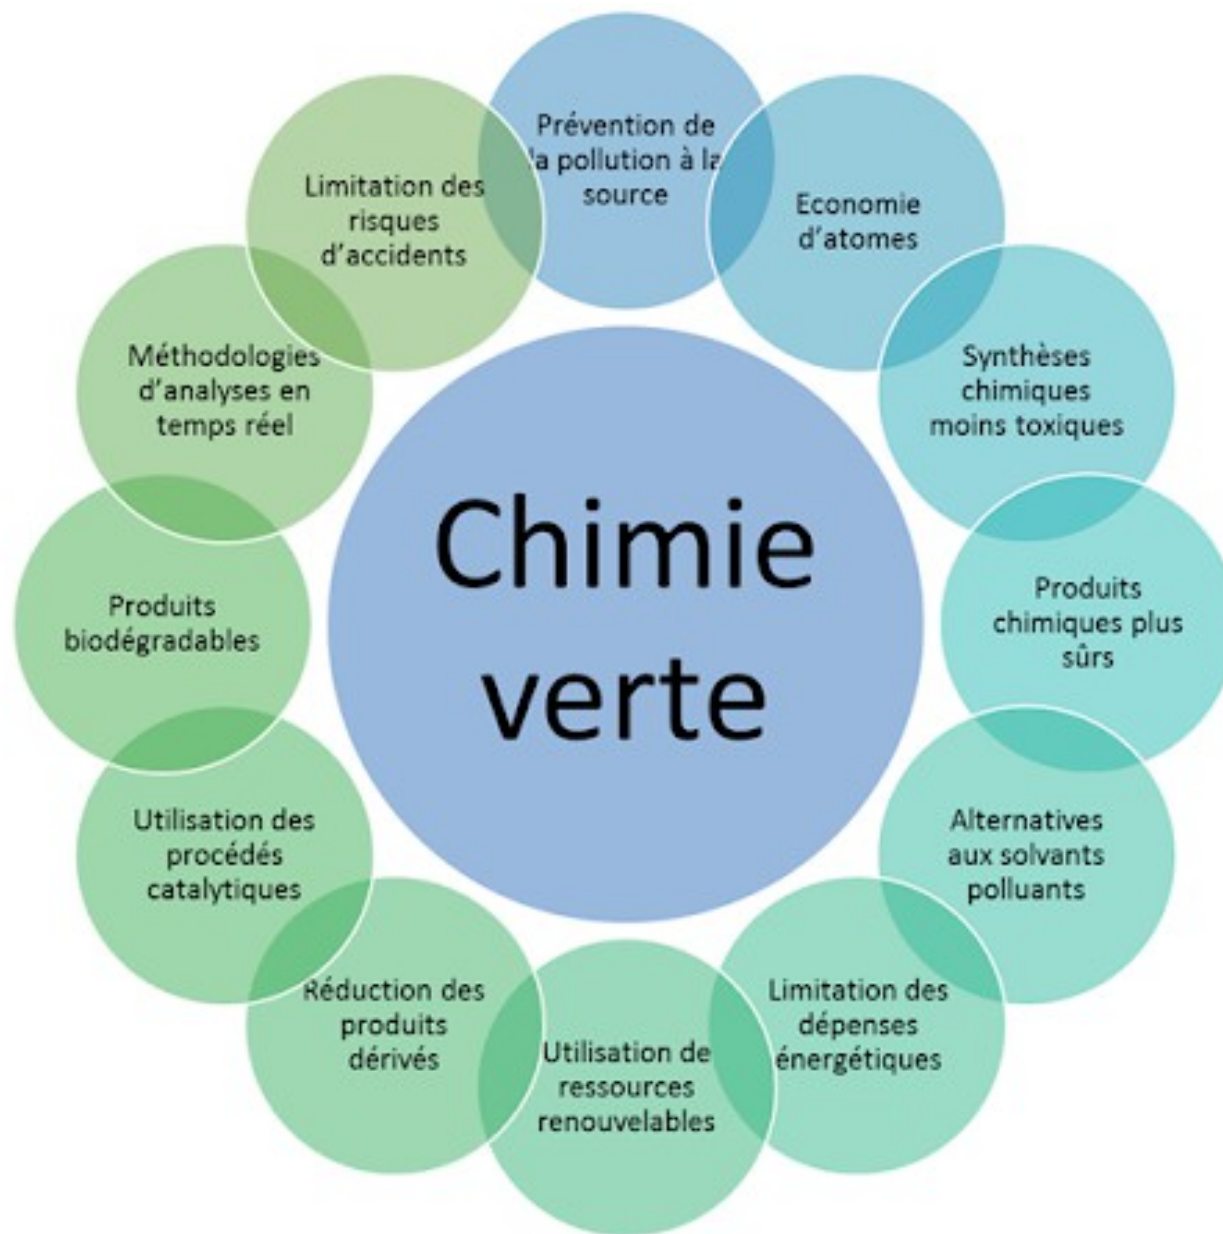 Prévention de
la pollution à la
source
Economie
d'atomes
Synthèses
chimiques
moins toxiques
Produits
chimiques plus
sûrs
Alternatives
aux solvants
polluants
Limitation des
dépenses
énergétiques
Utilisation de
ressources
renouvelables
Réduction des
produits
dérivés
Utilisation des
procédés
catalytiques
Produits
biodégradables
Méthodologies
d'analyses en
temps réel
Limitation des
risques
d'accidents
Chimie
verte